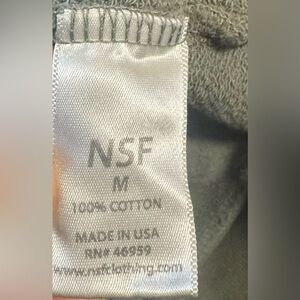 NSF
M
100% COTTON
MADE IN USA
RN# 46959
www.nsfclothing.com